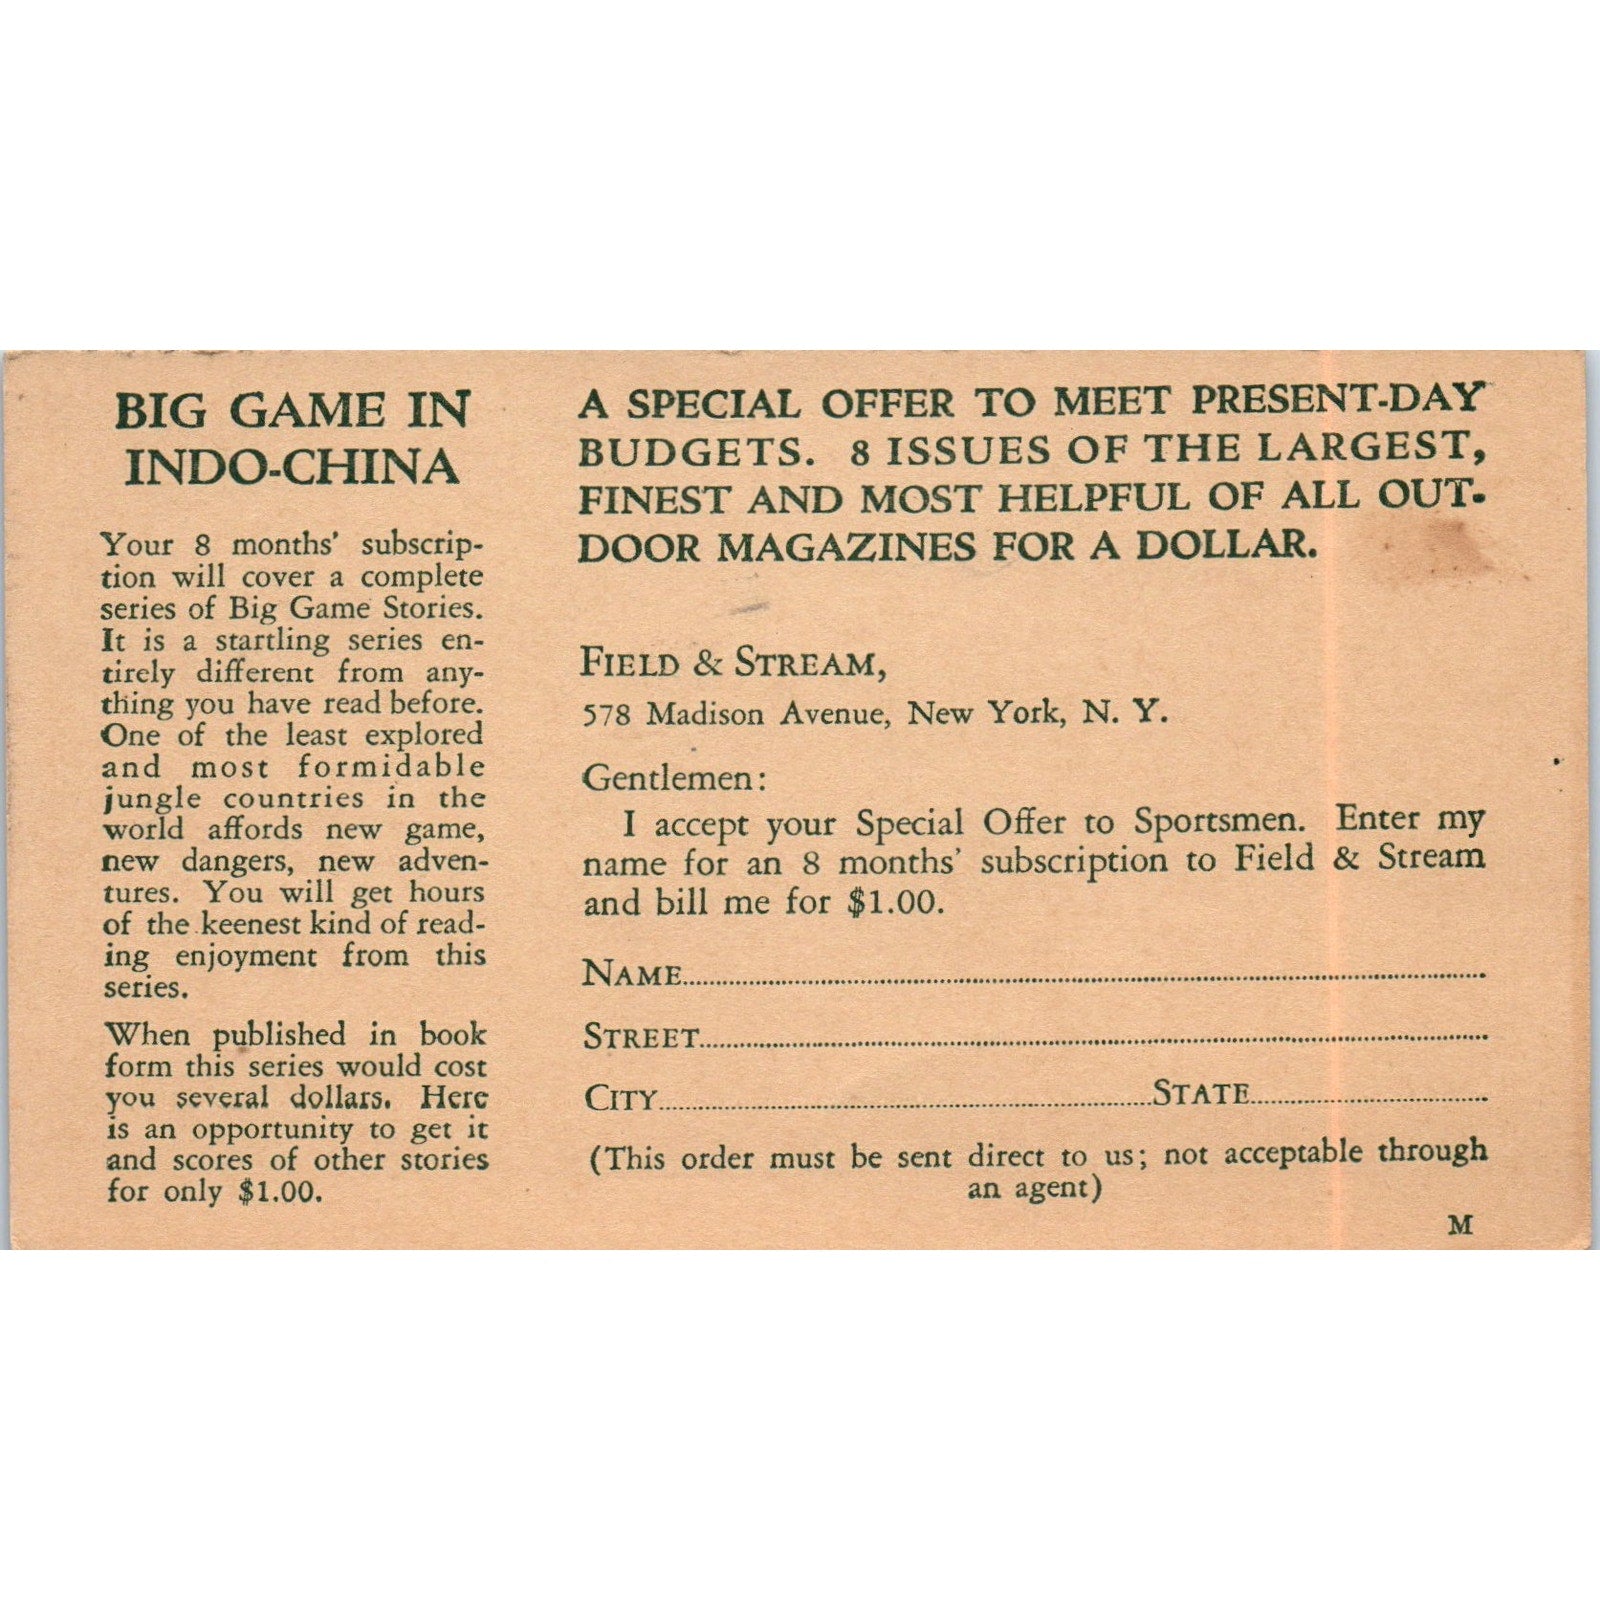 BIG GAME IN
INDO-CHINA
Your 8 months' subscrip-
tion will cover a complete
series of Big Game Stories.
It is a startling series en-
tirely different from any-
thing you have read before.
One of the least explored
and most formidable
jungle countries in the
world affords new game,
new dangers, new adven-
tures. You will get hours
of the keenest kind of read-
ing enjoyment from this
series.
When published in book
form this series would cost
you several dollars. Here
is an opportunity to get it
and scores of other stories
for only $1.00.
A SPECIAL OFFER TO MEET PRESENT-DAY
BUDGETS. 8 ISSUES OF THE LARGEST,
FINEST AND MOST HELPFUL OF ALL OUT-
DOOR MAGAZINES FOR A DOLLAR.
FIELD & STREAM,
578 Madison Avenue, New York, N. Y.
Gentlemen:
I accept your Special Offer to Sportsmen. Enter my
name for an 8 months' subscription to Field & Stream
and bill me for $1.00.
NAME
STREET
CITY STATE
(This order must be sent direct to us; not acceptable through
an agent)
M